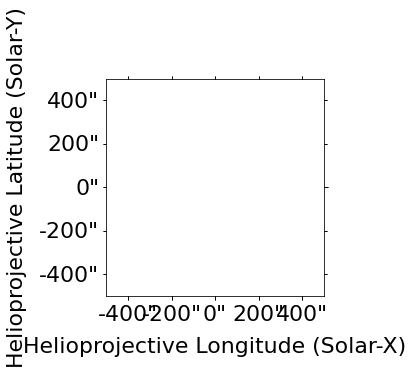 Helioprojective Latitude (Solar-Y)
400"
200"
0"
-200"
-400"
-400" -200" 0" 200" 400"
Helioprojective Longitude (Solar-X)